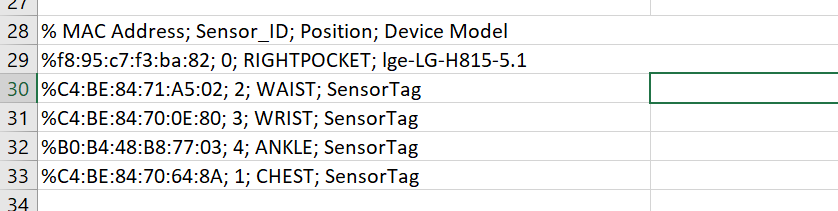 27
28 % MAC Address; Sensor_ID; Position; Device Model
29 %f8:95:c7:f3:ba:82; 0; RIGHTPOCKET; lge-LG-H815-5.1
30 %C4:BE:84:71:A5:02; 2; WAIST; SensorTag
31 %C4:BE:84:70:0E:80; 3; WRIST; SensorTag
32 %B0:B4:48:B8:77:03; 4; ANKLE; SensorTag
33 %C4:BE:84:70:64:8A; 1; CHEST; SensorTag
34